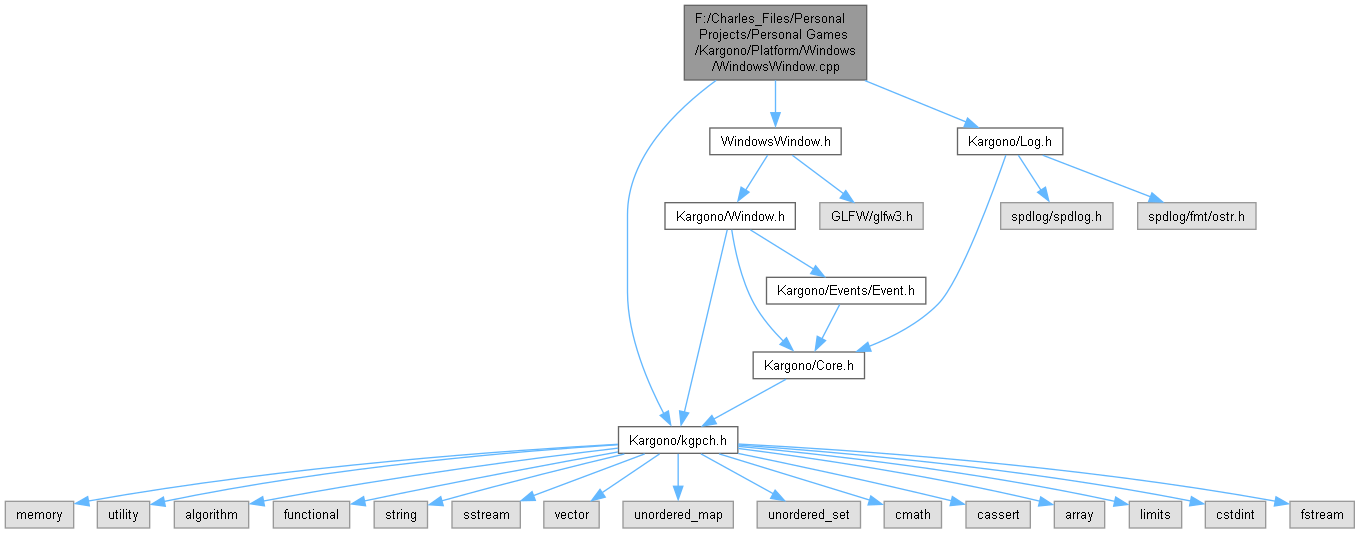 F:/Charles_Files/Personal
Projects/Personal Games
/Kargono/Platform/Windows
/WindowsWindow.cpp
WindowsWindow.h
Kargono/Log.h
Kargono/Window.h
GLFW/glfw3.h
spdlog/spdlog.h
spdlog/fmt/ostr.h
Kargono/Events/Event.h
Kargono/Core.h
Kargono/kgpch.h
memory
utility
algorithm
functional
string
sstream
vector
unordered_map
unordered_set
cmath
cassert
array
limits
cstdint
fstream